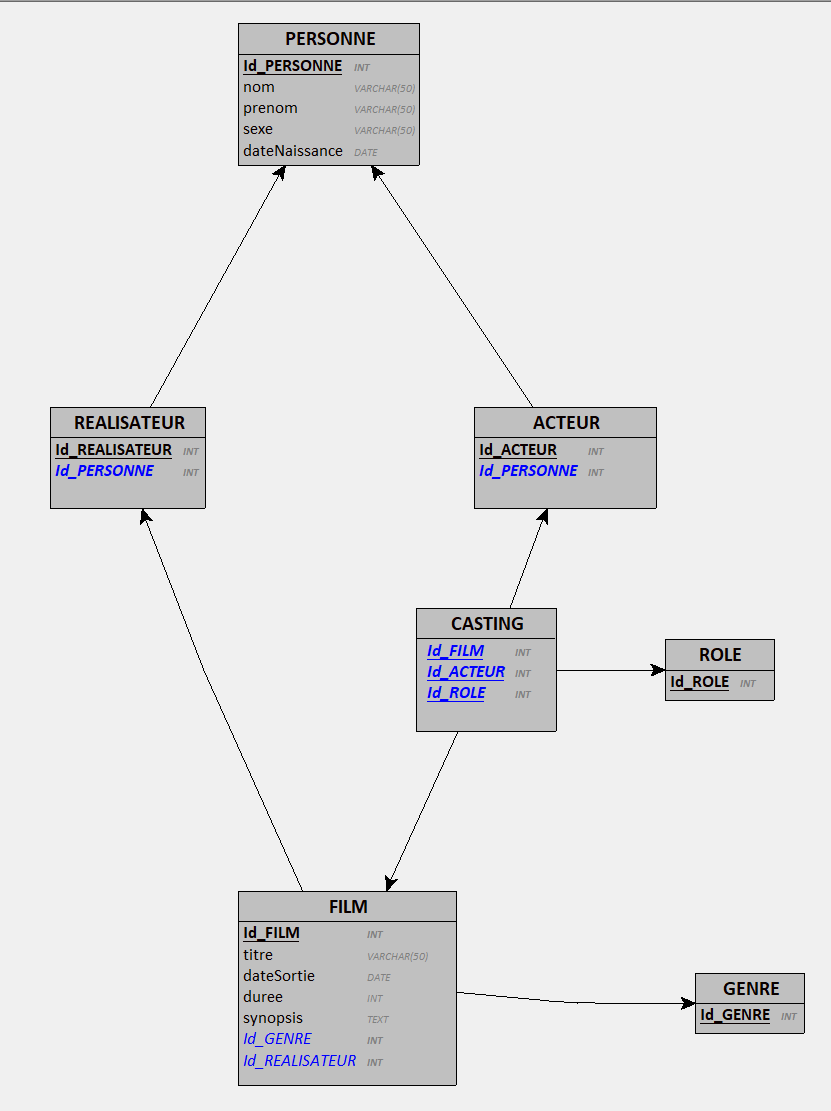 PERSONNE
Id_PERSONNE INT
nom VARCHAR(50)
prenom VARCHAR(50)
sexe VARCHAR(50)
dateNaissance DATE
REALISATEUR
Id_REALISATEUR INT
Id_PERSONNE INT
ACTEUR
Id_ACTEUR INT
Id_PERSONNE INT
CASTING
Id_FILM INT
Id_ACTEUR INT
Id_ROLE INT
ROLE
Id_ROLE INT
FILM
Id_FILM INT
titre VARCHAR(50)
dateSortie DATE
duree INT
synopsis TEXT
Id_GENRE INT
Id_REALISATEUR INT
GENRE
Id_GENRE INT